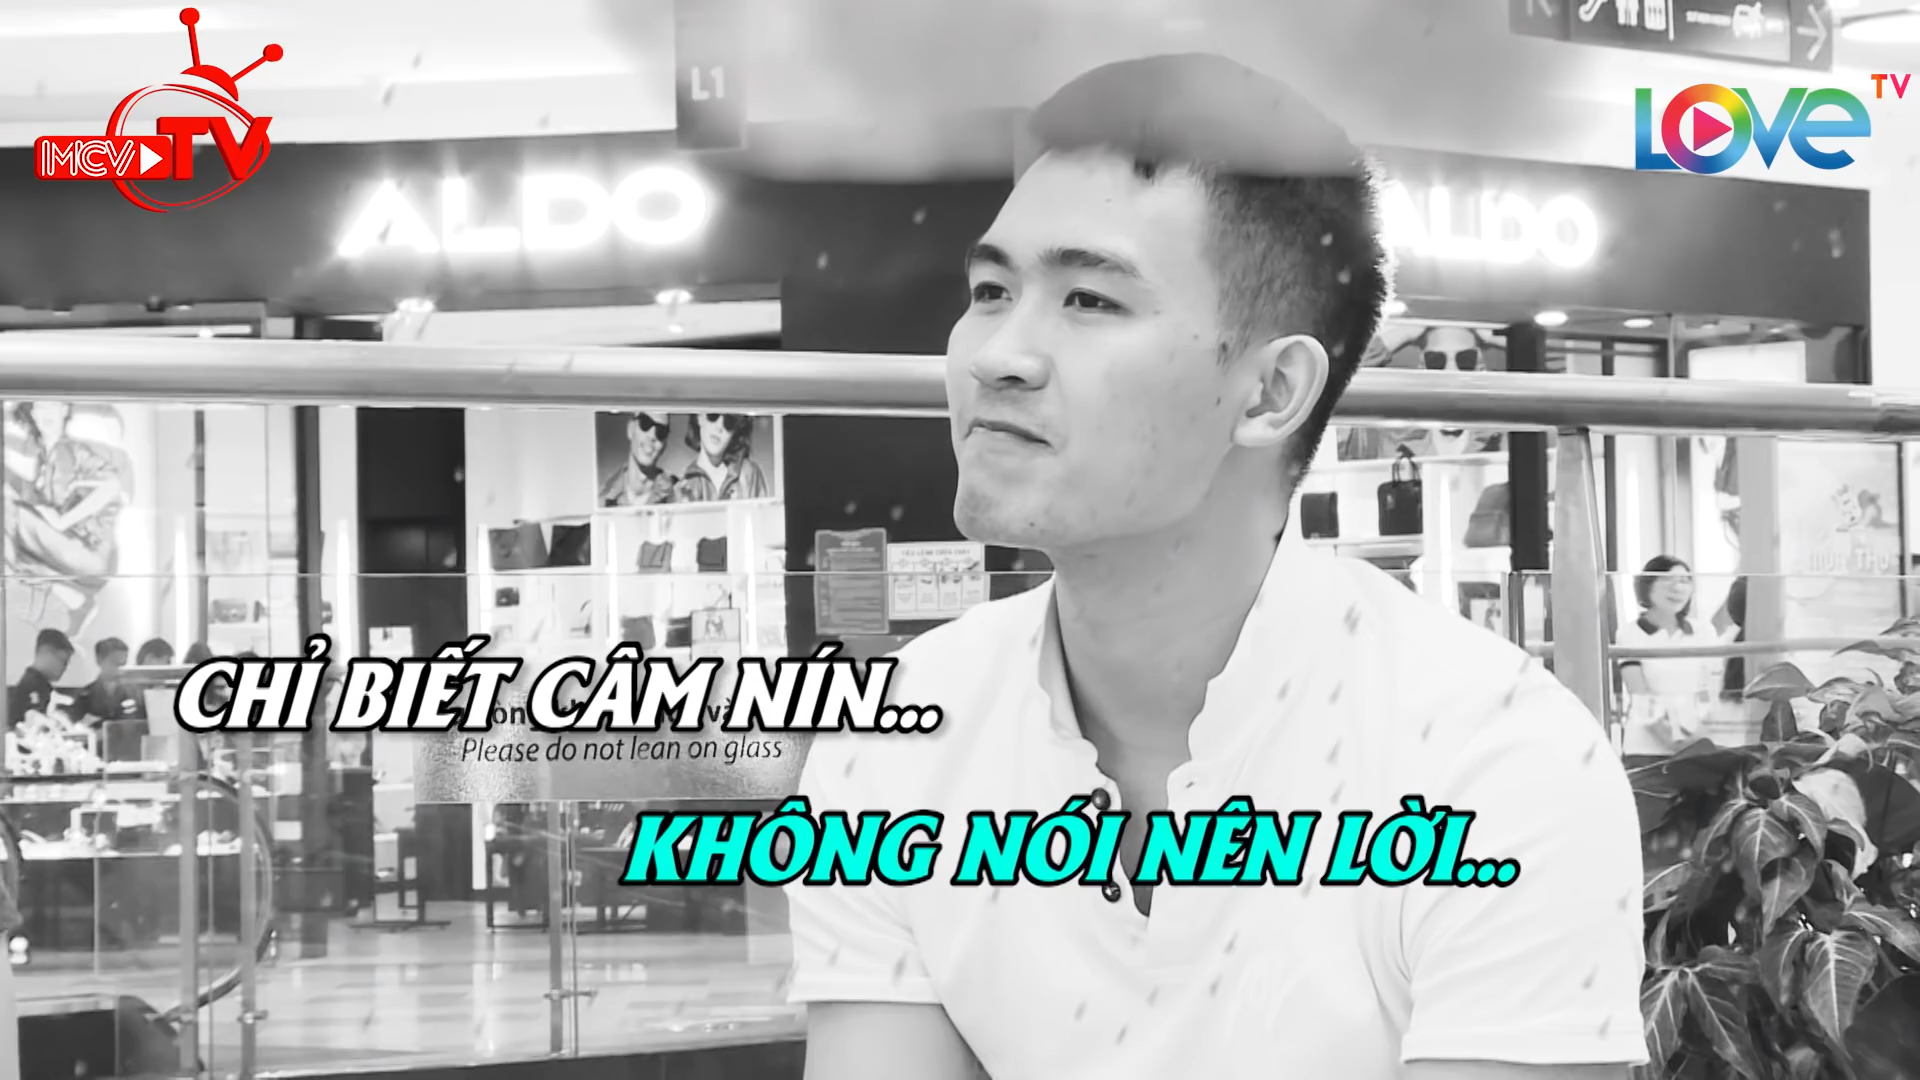 MCV TV
LOVE TV
L1
ALDO
ALDO
CHỈ BIẾT CÂM NÍN...
Please do not lean on glass
KHÔNG NÓI NÊN LỜI...